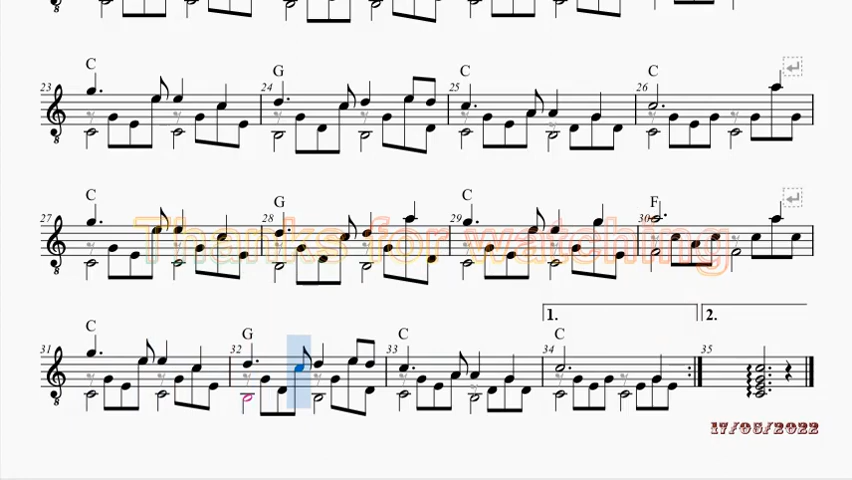 C
23 24 25 26
G C C
C G C F
27 28 29 30
Thanks for watching
1. 2.
C G C C
31 32 33 34 35
17/05/2022